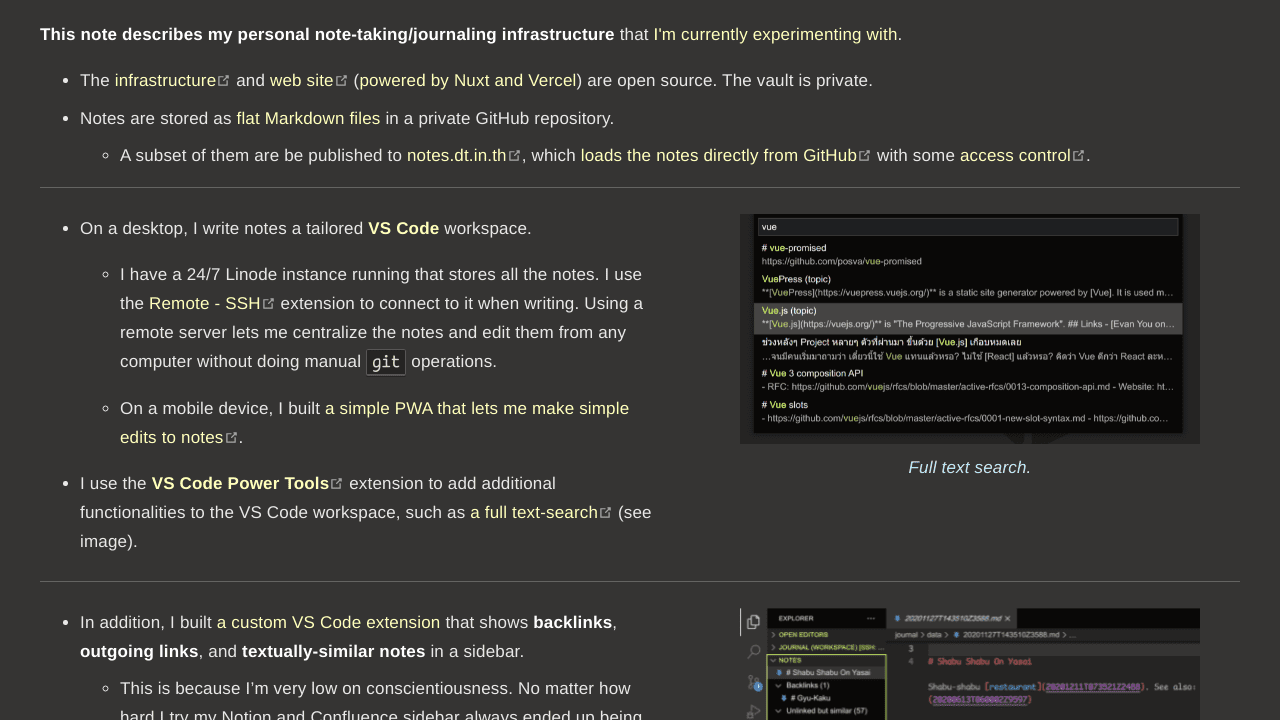 This note describes my personal note-taking/journaling infrastructure that I'm currently experimenting with.
The infrastructure and web site (powered by Nuxt and Vercel) are open source. The vault is private.
Notes are stored as flat Markdown files in a private GitHub repository.
A subset of them are be published to notes.dt.in.th, which loads the notes directly from GitHub with some access control.
On a desktop, I write notes a tailored VS Code workspace.
I have a 24/7 Linode instance running that stores all the notes. I use
the Remote - SSH extension to connect to it when writing. Using a
remote server lets me centralize the notes and edit them from any
computer without doing manual git operations.
On a mobile device, I built a simple PWA that lets me make simple
edits to notes.
I use the VS Code Power Tools extension to add additional
functionalities to the VS Code workspace, such as a full text-search (see
image).
vue
# vue-promised
https://github.com/posva/vue-promised
VuePress (topic)
**[VuePress](https://vuepress.vuejs.org/)** is a static site generator powered by [Vue]. It is used m...
Vue.js (topic)
**[Vue.js](https://vuejs.org/)** is "The Progressive JavaScript Framework". ## Links - [Evan You on...
ช่วงหลังๆ Project หลายๆ ตัวที่ผ่านมา ขึ้นด้วย [Vue.js] เกือบหมดเลย
...จนมีคนเริ่มมาถามว่า เดี๋ยวนี้ใช้ Vue แทนแล้วหรอ? ไม่ใช้ [React] แล้วหรอ? คิดว่า Vue ดีกว่า React ละห...
# Vue 3 composition API
- RFC: https://github.com/vuejs/rfcs/blob/master/active-rfcs/0013-composition-api.md - Website: ht...
# Vue slots
- https://github.com/vuejs/rfcs/blob/master/active-rfcs/0001-new-slot-syntax.md - https://github.co...
Full text search.
In addition, I built a custom VS Code extension that shows backlinks,
outgoing links, and textually-similar notes in a sidebar.
This is because I'm very low on conscientiousness. No matter how
hard I try my Notion and Confluence sidebar always ended up being
EXPLORER ...
OPEN EDITORS
JOURNAL (WORKSPACE) [SSH: ...
NOTES
# Shabu Shabu On Yasai
Backlinks (1)
# Gyu-Kaku
Unlinked but similar (57)
20201127T143510Z3588.md
journal > data > 20201127T143510Z3588.md > ...
3
4 # Shabu Shabu On Yasai
Shabu-shabu [restaurant](20201211T073521Z2488). See also:
(20200613T060002Z9597)